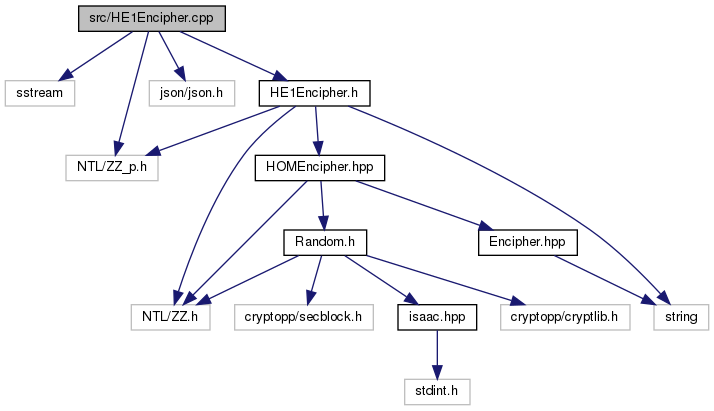 src/HE1Encipher.cpp
sstream
json/json.h
HE1Encipher.h
NTL/ZZ_p.h
HOMEncipher.hpp
Random.h
Encipher.hpp
NTL/ZZ.h
cryptopp/secblock.h
isaac.hpp
cryptopp/cryptlib.h
string
stdint.h